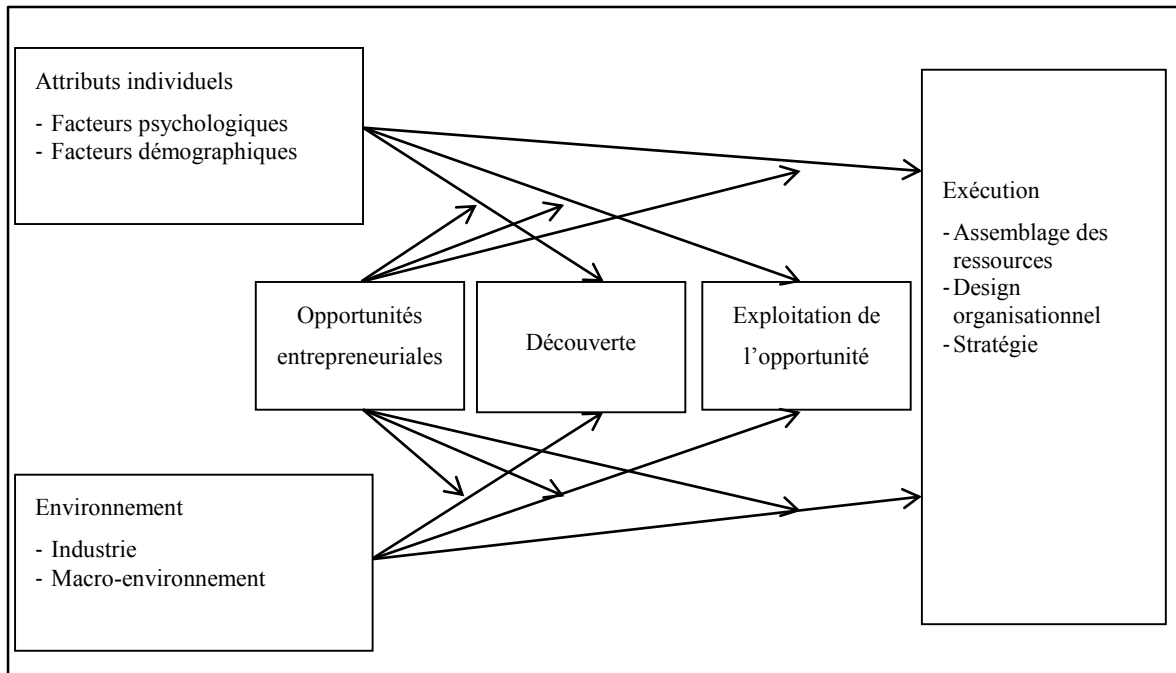 Attributs individuels
- Facteurs psychologiques
- Facteurs démographiques
Opportunités
entrepreneuriales
Découverte
Exploitation de
l’opportunité
Exécution
- Assemblage des
ressources
- Design
organisationnel
- Stratégie
Environnement
- Industrie
- Macro-environnement